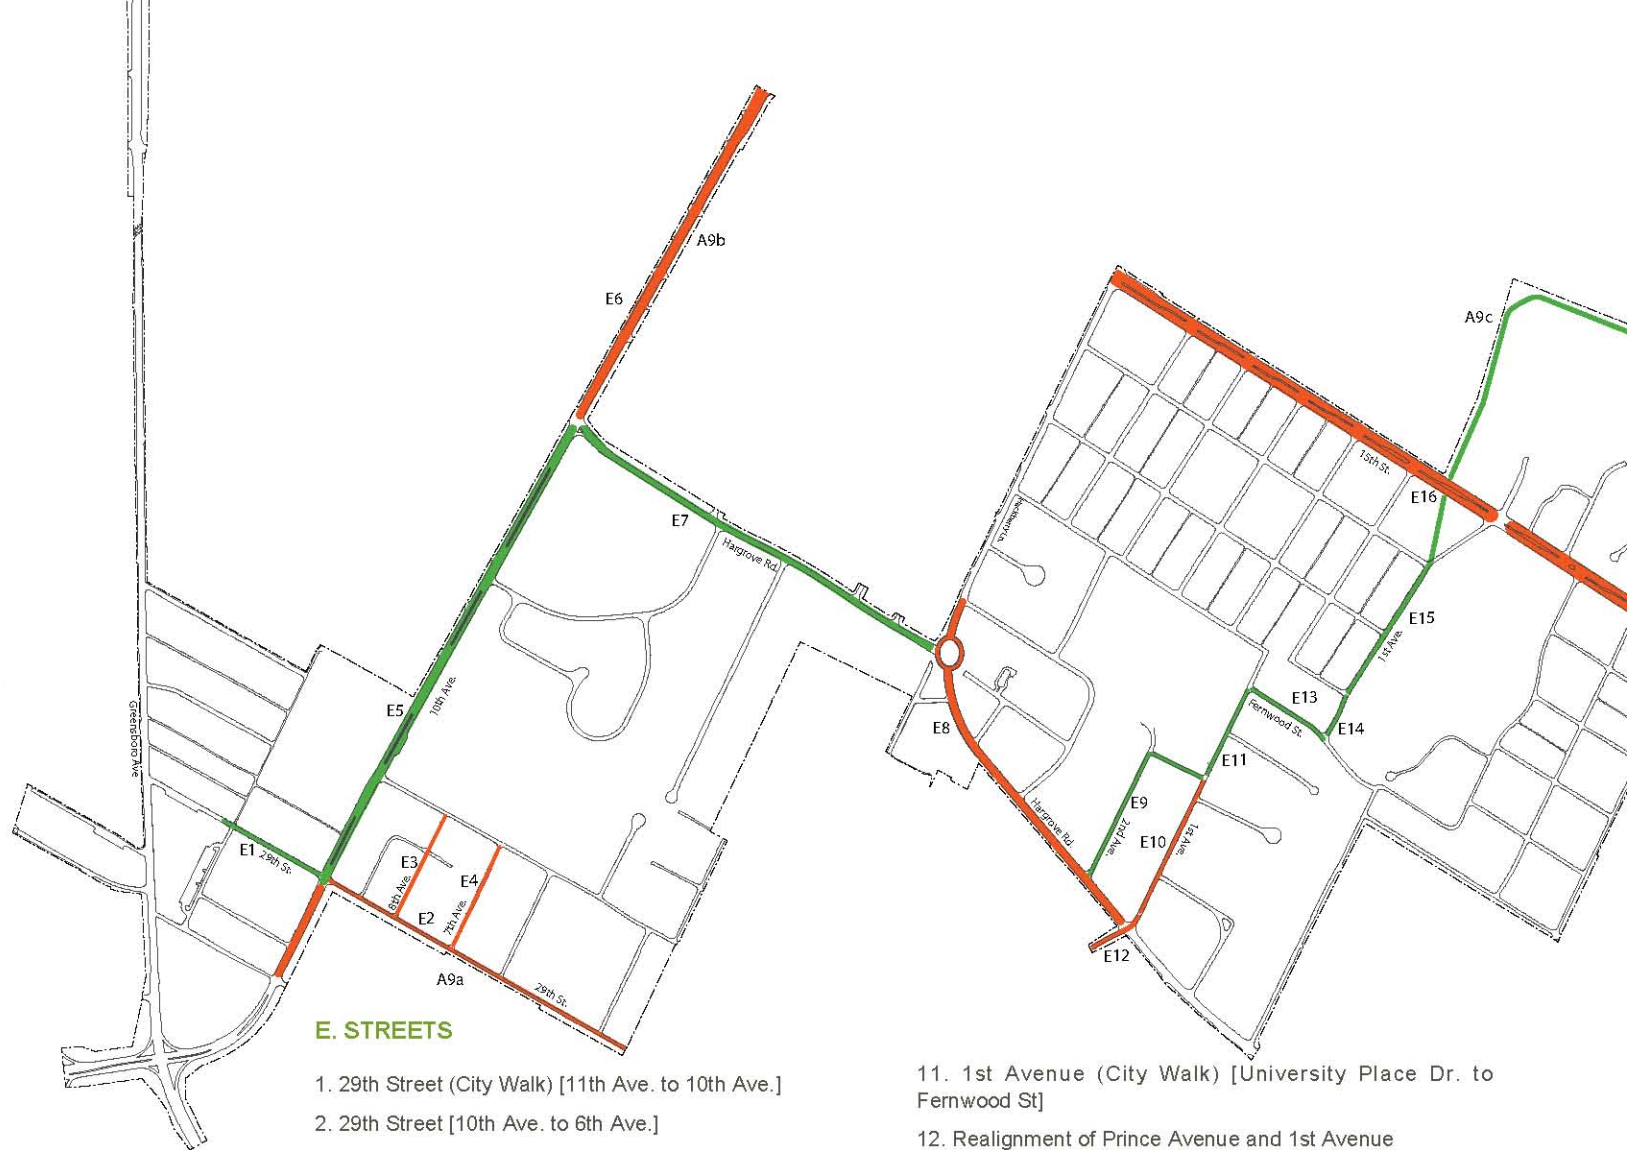 A9b
E6
A9c
15th St.
E16
E7
Hargrove Rd.
Hackberry Ln.
E15
1st Ave.
E5
10th Ave.
E13
Fernwood St.
E14
Greensboro Ave
E8
E11
E9
2nd Ave.
E10
1st Ave.
Hargrove Rd.
E1
29th St.
E3
8th Ave.
E4
E2
7th Ave.
E12
A9a
29th St.
E. STREETS
1. 29th Street (City Walk) [11th Ave. to 10th Ave.]
2. 29th Street [10th Ave. to 6th Ave.]
11. 1st Avenue (City Walk) [University Place Dr. to
Fernwood St]
12. Realignment of Prince Avenue and 1st Avenue